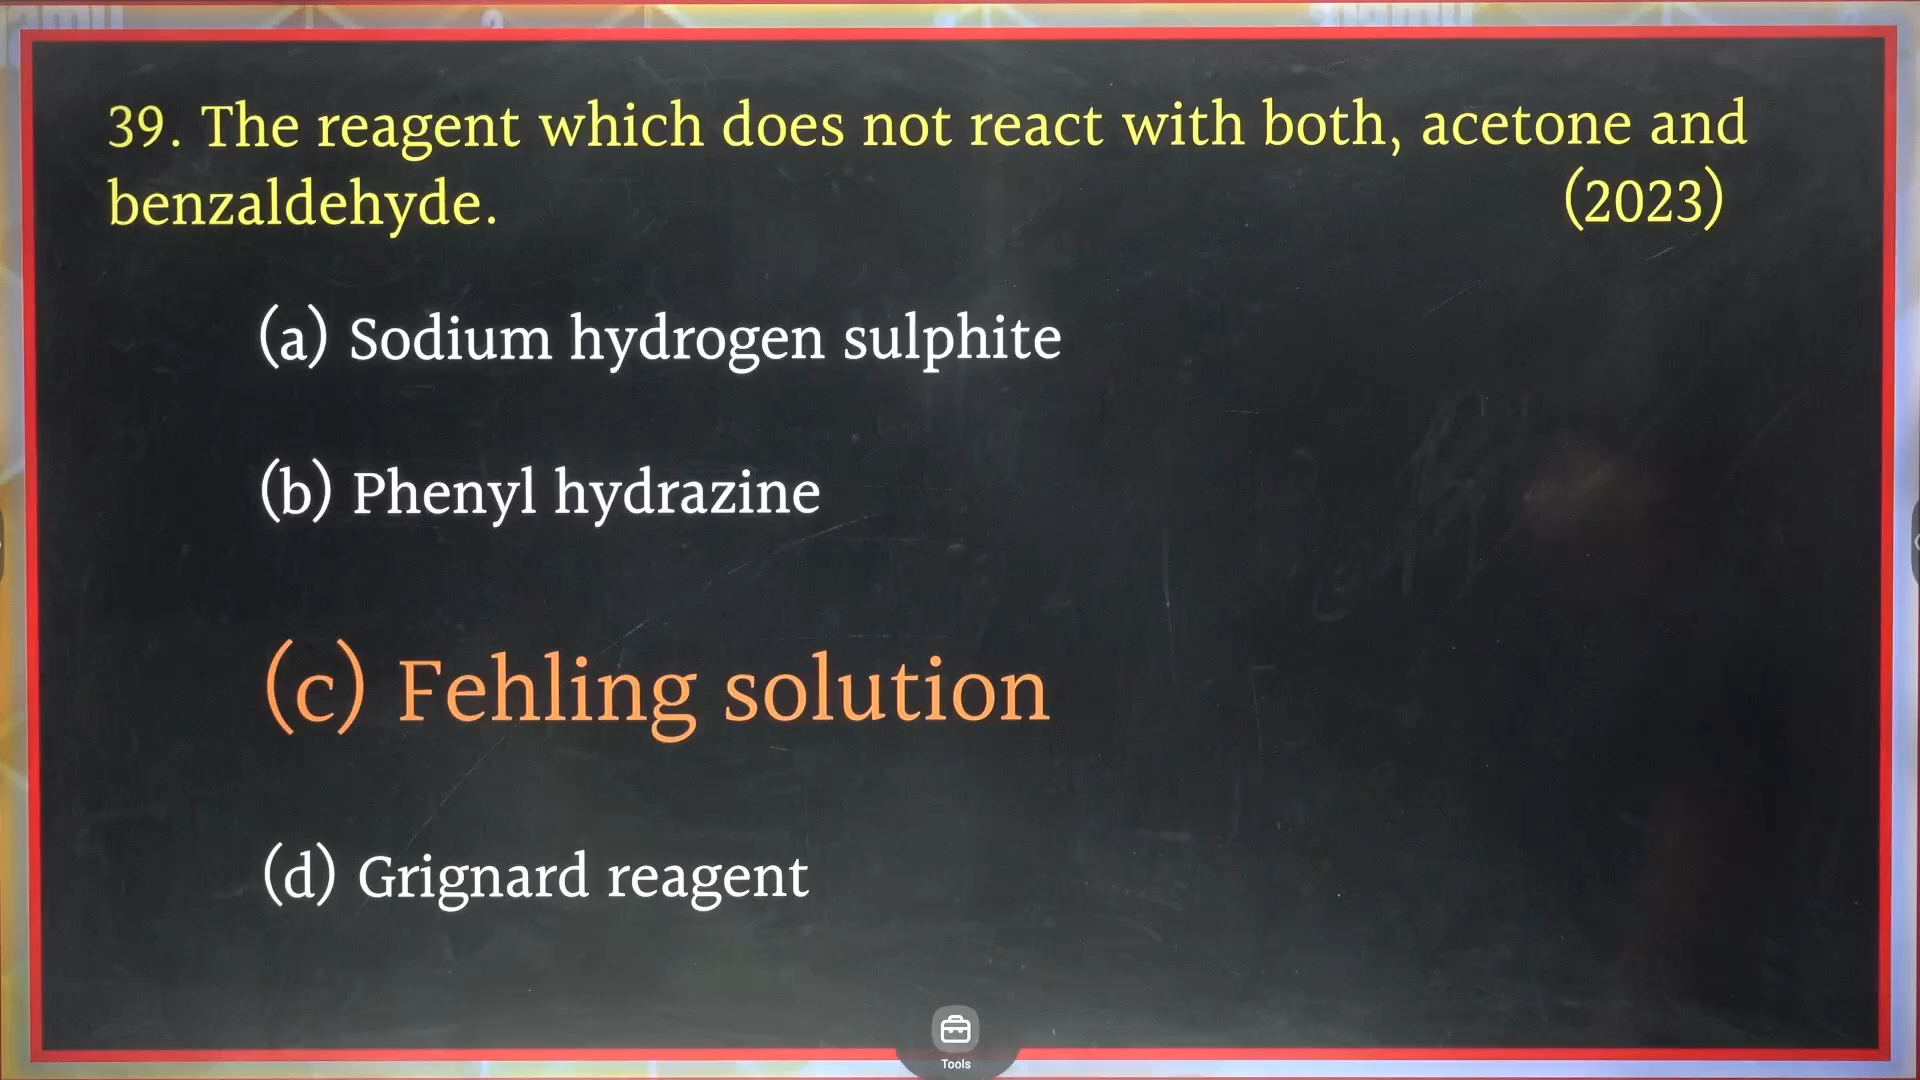 39. The reagent which does not react with both, acetone and
benzaldehyde. (2023)
(a) Sodium hydrogen sulphite
(b) Phenyl hydrazine
(c) Fehling solution
(d) Grignard reagent
Tools